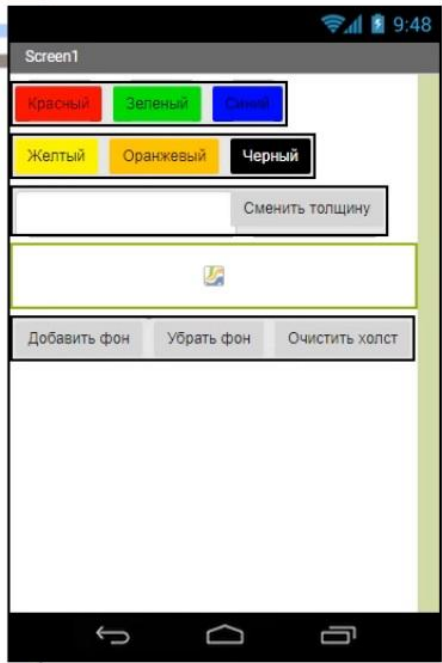 9:48
Screen1
Красный Зеленый Синий
Желтый Оранжевый Черный
Сменить толщину
Добавить фон Убрать фон Очистить холст